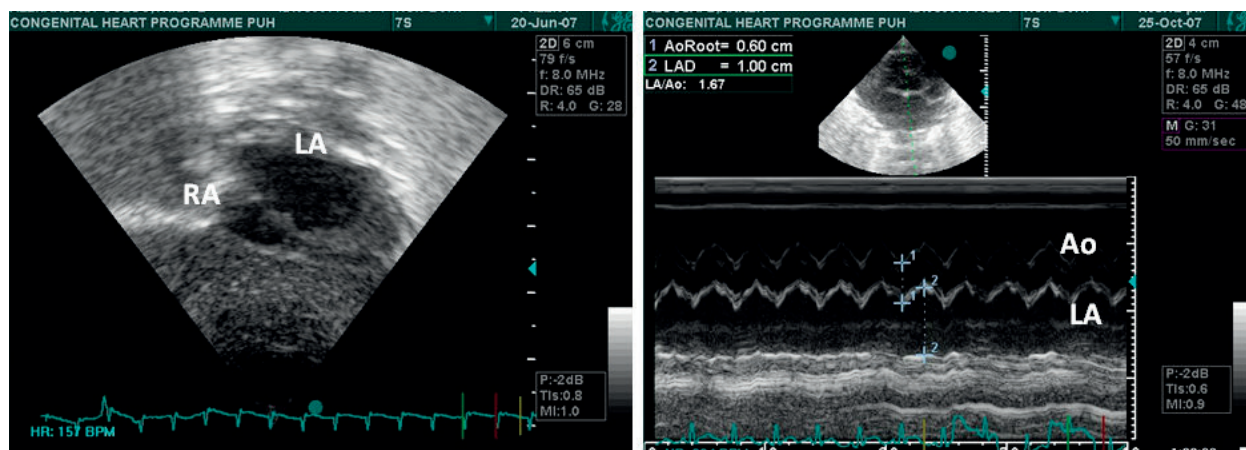 CONGENITAL HEART PROGRAMME PUH 7S 20-Jun-07
2D 6 cm
79 f/s
f: 8.0 MHz
DR: 65 dB
R: 4.0 G: 28
LA
RA
P:-2dB
TIs:0.8
MI:1.0
HR: 157 BPM
CONGENITAL HEART PROGRAMME PUH 7S 25-Oct-07
1 AoRoot= 0.60 cm
2 LAD = 1.00 cm
LA/Ao: 1.67
2D 4 cm
57 f/s
f: 8.0 MHz
DR: 65 dB
R: 4.0 G: 48
M G: 31
50 mm/sec
Ao
1
2
1
LA
2
P:-2dB
TIs:0.6
MI:0.9